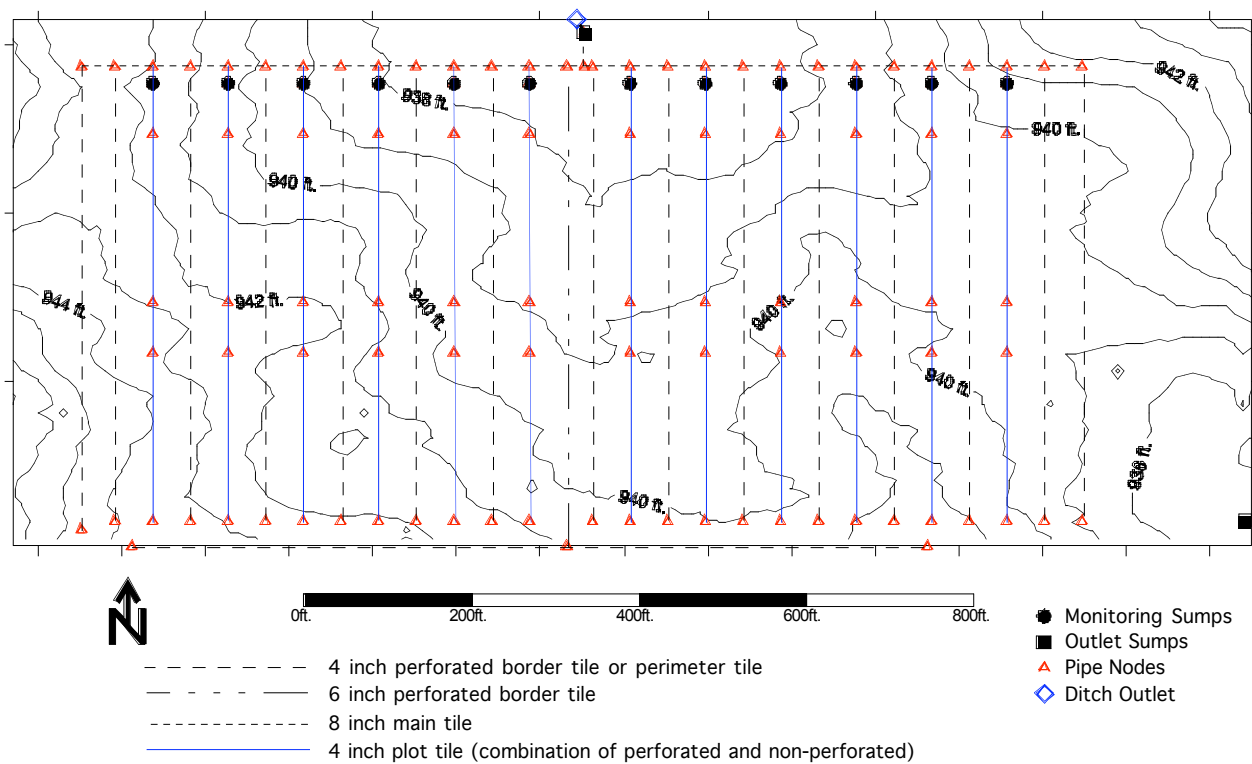 942 ft.
938 ft.
940 ft.
940 ft.
944 ft.
942 ft.
940 ft.
940 ft.
940 ft.
938 ft.
940 ft.
N
0ft. 200ft. 400ft. 600ft. 800ft.
Monitoring Sumps
Outlet Sumps
Pipe Nodes
Ditch Outlet
4 inch perforated border tile or perimeter tile
6 inch perforated border tile
8 inch main tile
4 inch plot tile (combination of perforated and non-perforated)